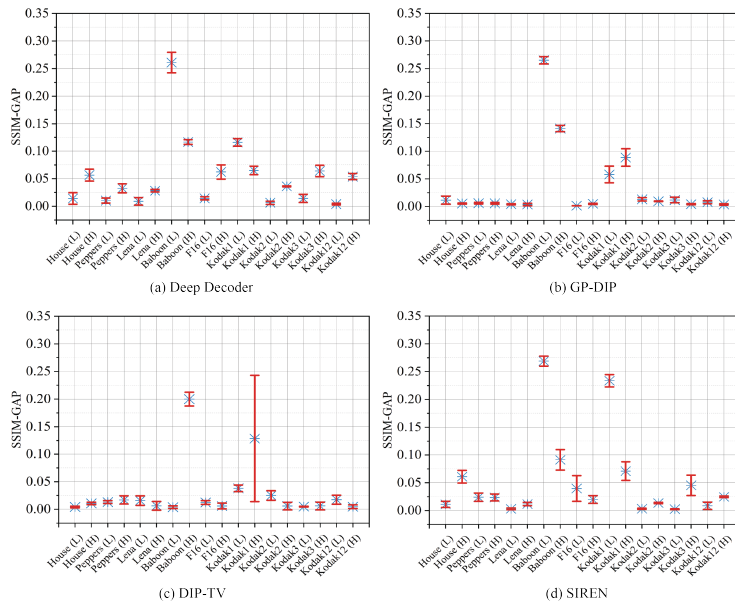 0.35
0.30
0.25
0.20
0.15
0.10
0.05
0.00
SSIM-GAP
House (L)
House (H)
Peppers (L)
Peppers (H)
Lena (L)
Lena (H)
Baboon (L)
Baboon (H)
F16 (L)
F16 (H)
Kodak1 (L)
Kodak1 (H)
Kodak2 (L)
Kodak2 (H)
Kodak3 (L)
Kodak3 (H)
Kodak12 (L)
Kodak12 (H)
(a) Deep Decoder
0.35
0.30
0.25
0.20
0.15
0.10
0.05
0.00
SSIM-GAP
House (L)
House (H)
Peppers (L)
Peppers (H)
Lena (L)
Lena (H)
Baboon (L)
Baboon (H)
F16 (L)
F16 (H)
Kodak1 (L)
Kodak1 (H)
Kodak2 (L)
Kodak2 (H)
Kodak3 (L)
Kodak3 (H)
Kodak12 (L)
Kodak12 (H)
(b) GP-DIP
0.35
0.30
0.25
0.20
0.15
0.10
0.05
0.00
SSIM-GAP
House (L)
House (H)
Peppers (L)
Peppers (H)
Lena (L)
Lena (H)
Baboon (L)
Baboon (H)
F16 (L)
F16 (H)
Kodak1 (L)
Kodak1 (H)
Kodak2 (L)
Kodak2 (H)
Kodak3 (L)
Kodak3 (H)
Kodak12 (L)
Kodak12 (H)
(c) DIP-TV
0.35
0.30
0.25
0.20
0.15
0.10
0.05
0.00
SSIM-GAP
House (L)
House (H)
Peppers (L)
Peppers (H)
Lena (L)
Lena (H)
Baboon (L)
Baboon (H)
F16 (L)
F16 (H)
Kodak1 (L)
Kodak1 (H)
Kodak2 (L)
Kodak2 (H)
Kodak3 (L)
Kodak3 (H)
Kodak12 (L)
Kodak12 (H)
(d) SIREN